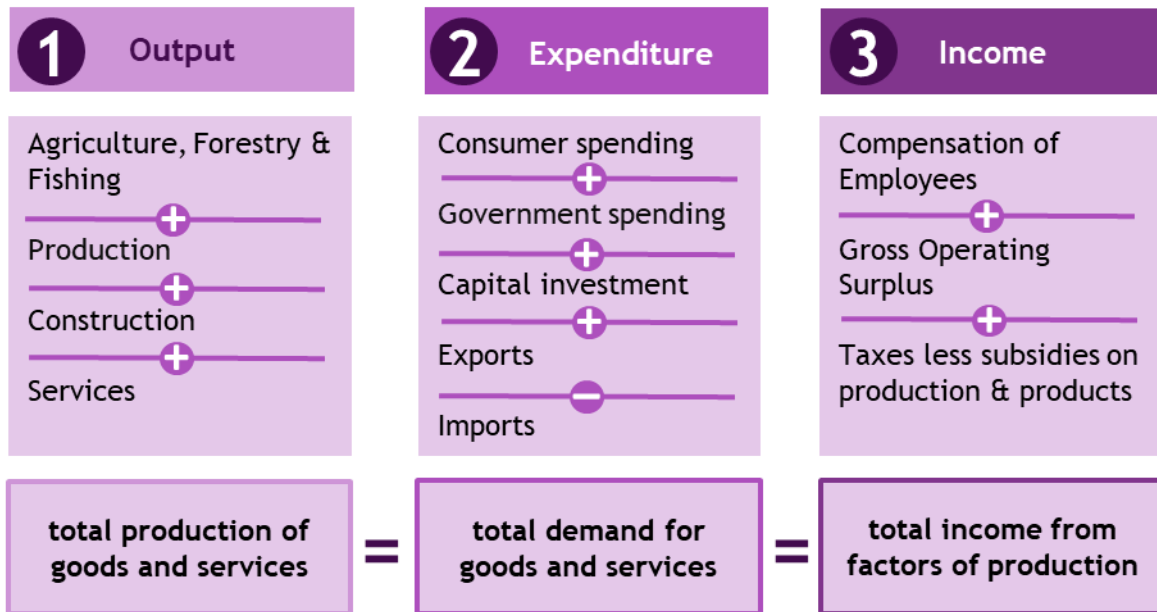 1 Output
Agriculture, Forestry &
Fishing
+
Production
+
Construction
+
Services
total production of
goods and services
=
2 Expenditure
Consumer spending
+
Government spending
+
Capital investment
+
Exports
−
Imports
total demand for
goods and services
=
3 Income
Compensation of
Employees
+
Gross Operating
Surplus
+
Taxes less subsidies on
production & products
total income from
factors of production